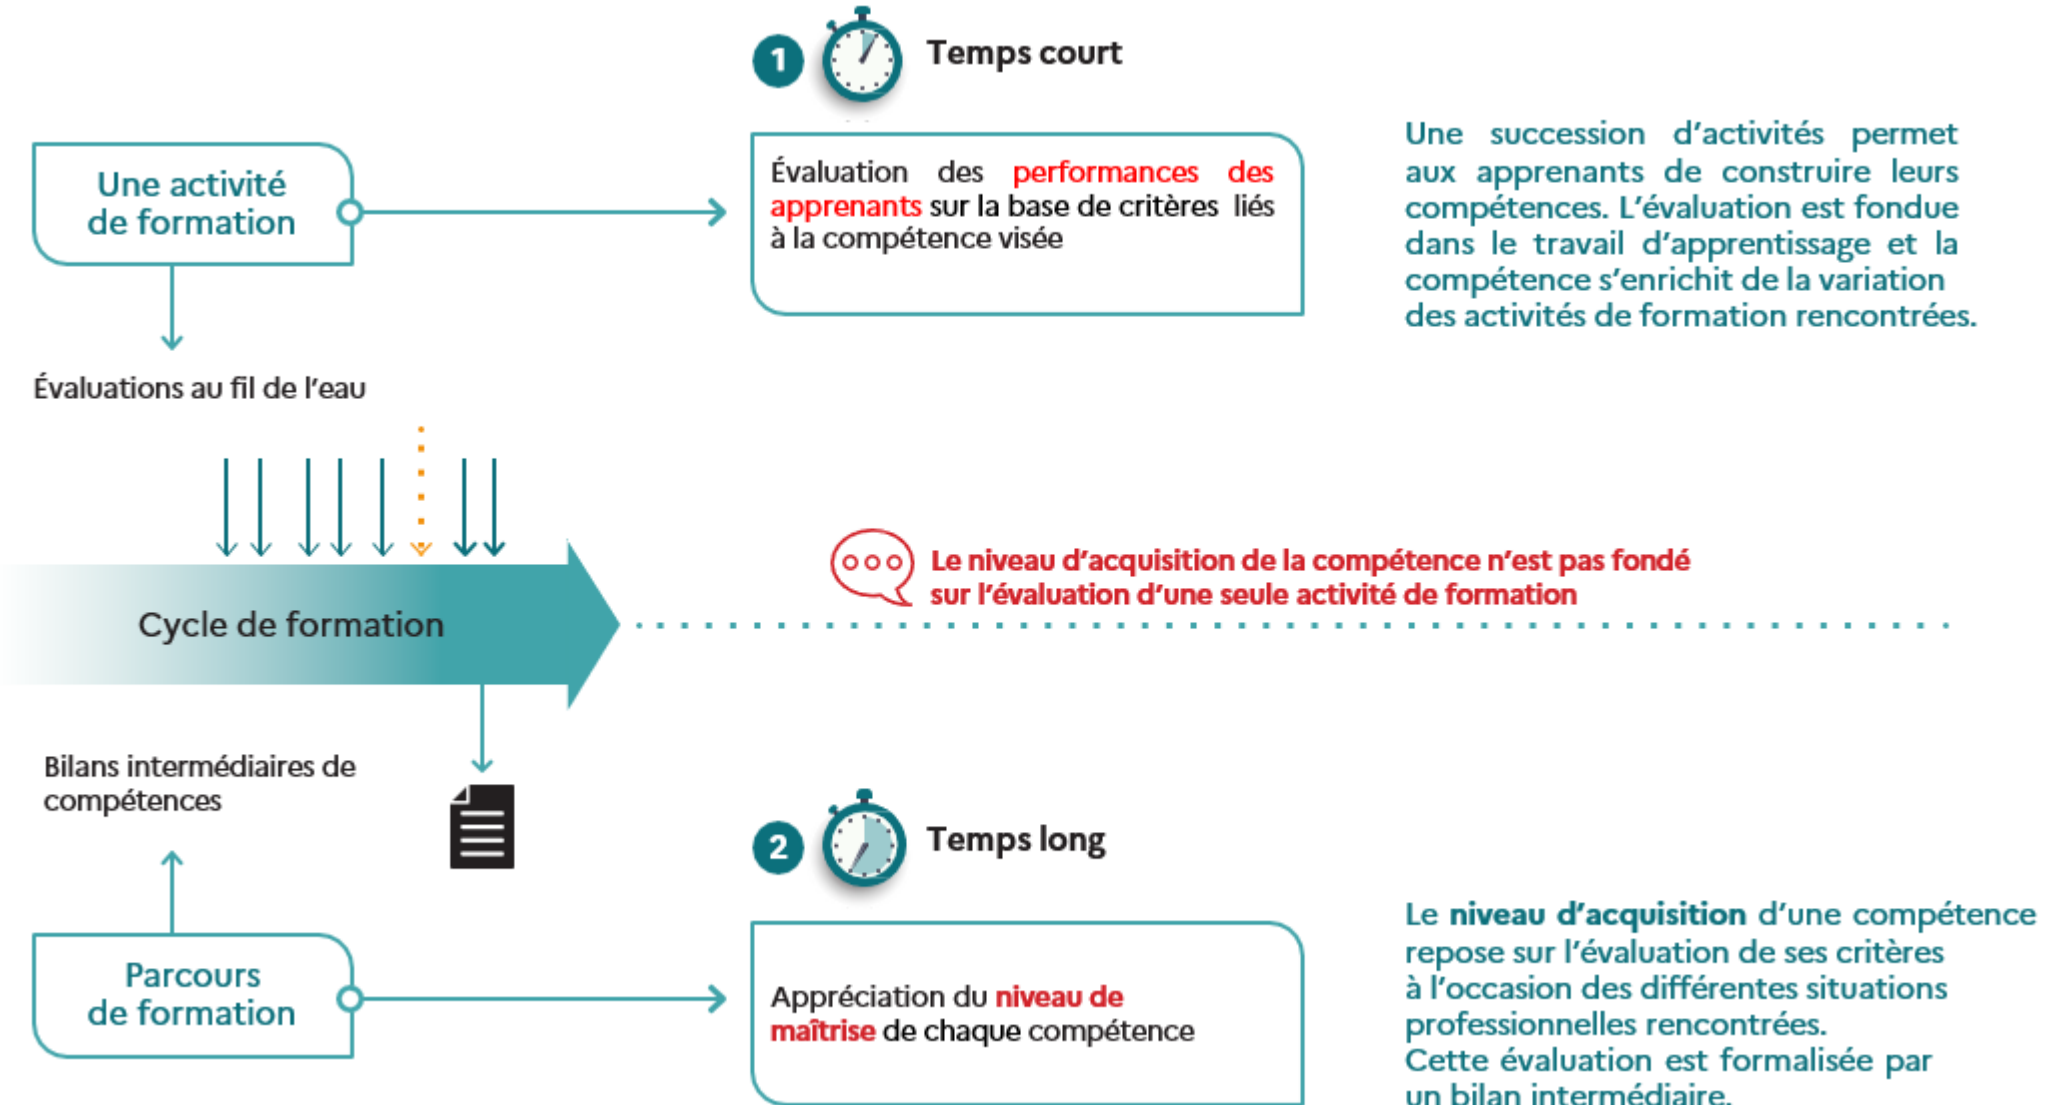 1
Temps court
Une activité
de formation
Évaluation des performances des
apprenants sur la base de critères liés
à la compétence visée
Une succession d'activités permet
aux apprenants de construire leurs
compétences. L'évaluation est fondue
dans le travail d'apprentissage et la
compétence s'enrichit de la variation
des activités de formation rencontrées.
Évaluations au fil de l'eau
Cycle de formation
Le niveau d'acquisition de la compétence n'est pas fondé
sur l'évaluation d'une seule activité de formation
Bilans intermédiaires de
compétences
2
Temps long
Parcours
de formation
Appréciation du niveau de
maîtrise de chaque compétence
Le niveau d'acquisition d'une compétence
repose sur l'évaluation de ses critères
à l'occasion des différentes situations
professionnelles rencontrées.
Cette évaluation est formalisée par
un bilan intermédiaire.